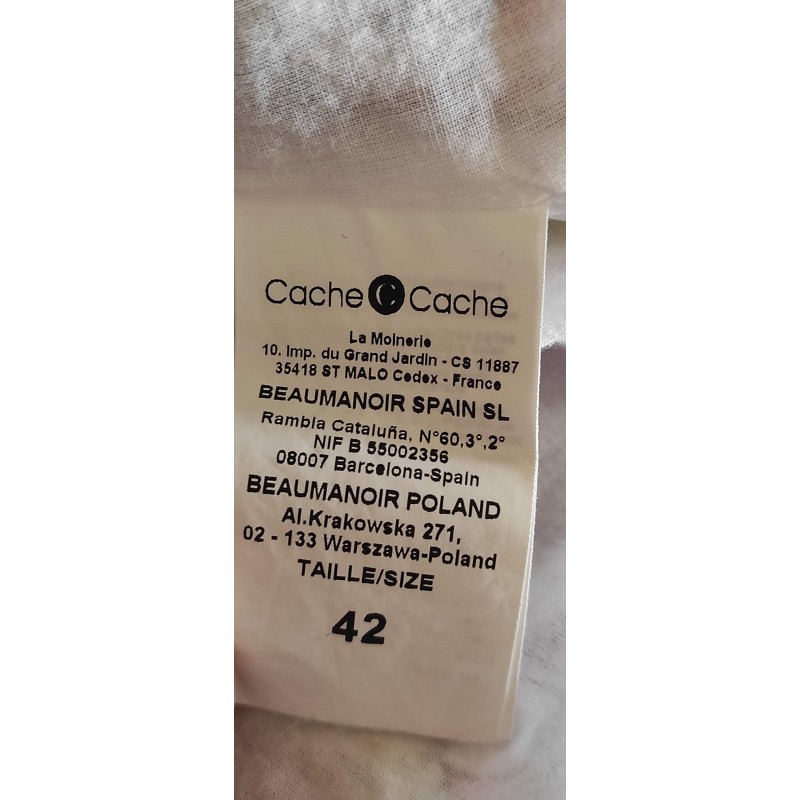 Cache C Cache
La Moinerie
10. Imp. du Grand Jardin - CS 11887
35418 ST MALO Cedex - France
BEAUMANOIR SPAIN SL
Rambla Cataluña, N°60,3°,2°
NIF B 55002356
08007 Barcelona-Spain
BEAUMANOIR POLAND
Al.Krakowska 271,
02 - 133 Warszawa-Poland
TAILLE/SIZE
42